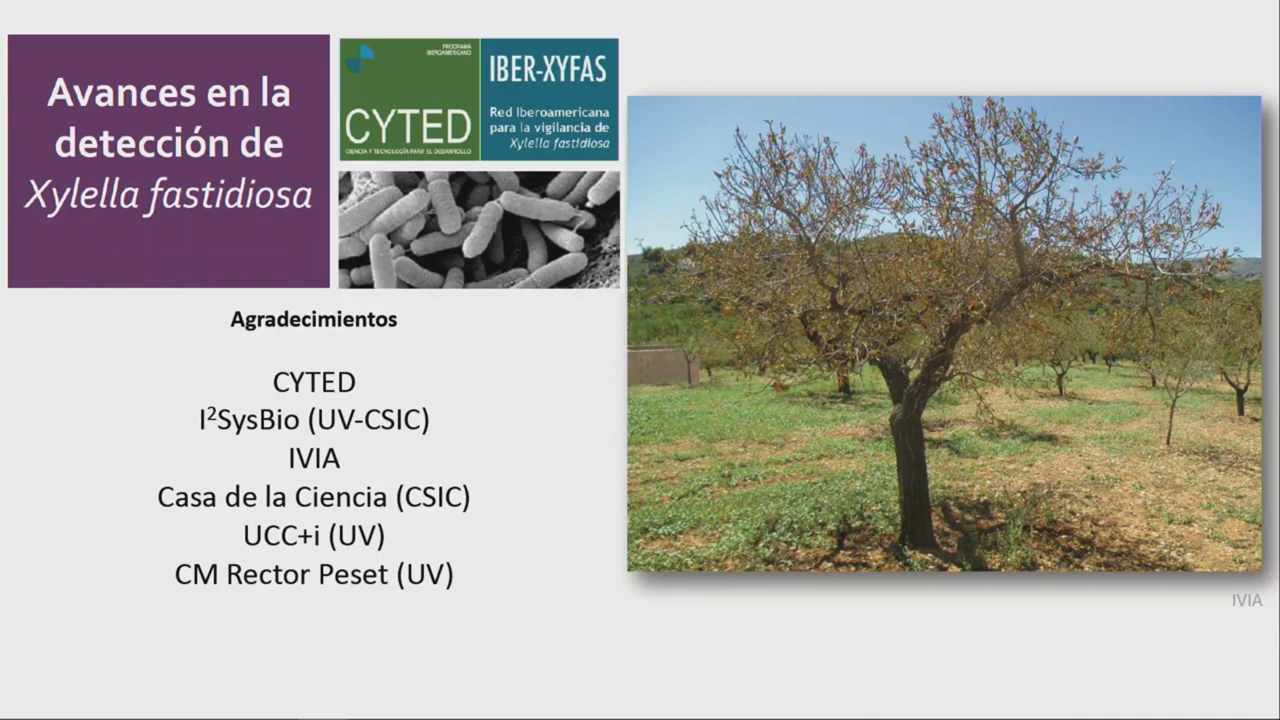 Avances en la
detección de
Xylella fastidiosa
PROGRAMA
IBEROAMERICANO
CYTED
CIENCIA Y TECNOLOGÍA PARA EL DESARROLLO
IBER-XYFAS
Red Iberoamericana
para la vigilancia de
Xylella fastidiosa
Agradecimientos
CYTED
I²SysBio (UV-CSIC)
IVIA
Casa de la Ciencia (CSIC)
UCC+i (UV)
CM Rector Peset (UV)
IVIA